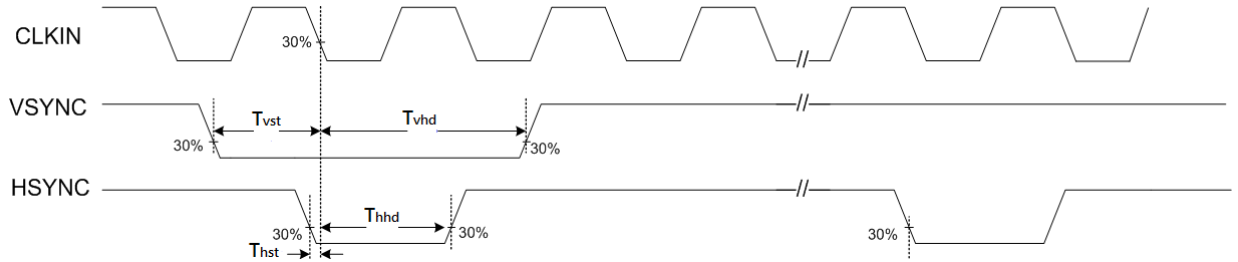 CLKIN
30%
VSYNC
Tvst
Tvhd
30%
30%
HSYNC
Thhd
30%
30%
30%
Thst